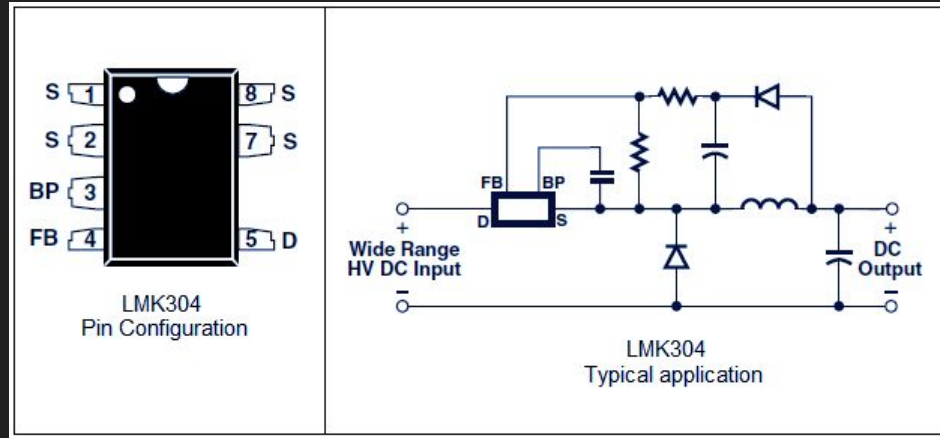 S 1
8 S
S 2
7 S
BP 3
FB 4
5 D
LMK304
Pin Configuration
FB
BP
D
S
+
Wide Range
HV DC Input
−
+
DC
Output
−
LMK304
Typical application